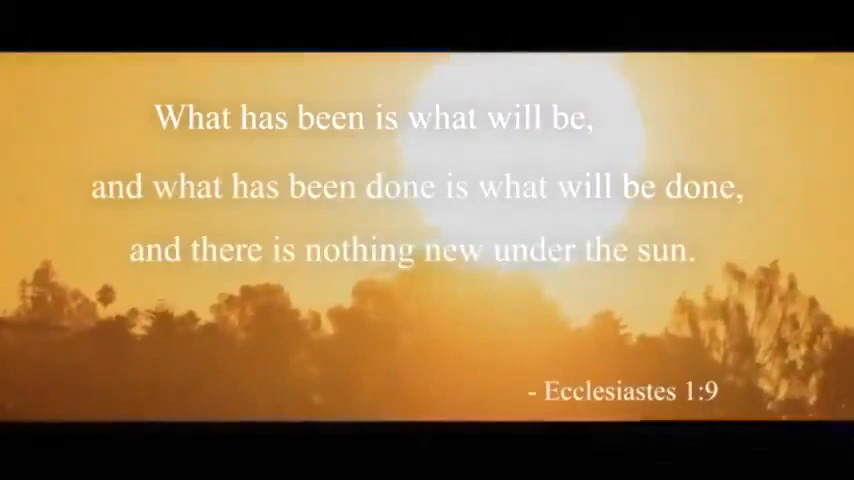 What has been is what will be,
and what has been done is what will be done,
and there is nothing new under the sun.
- Ecclesiastes 1:9